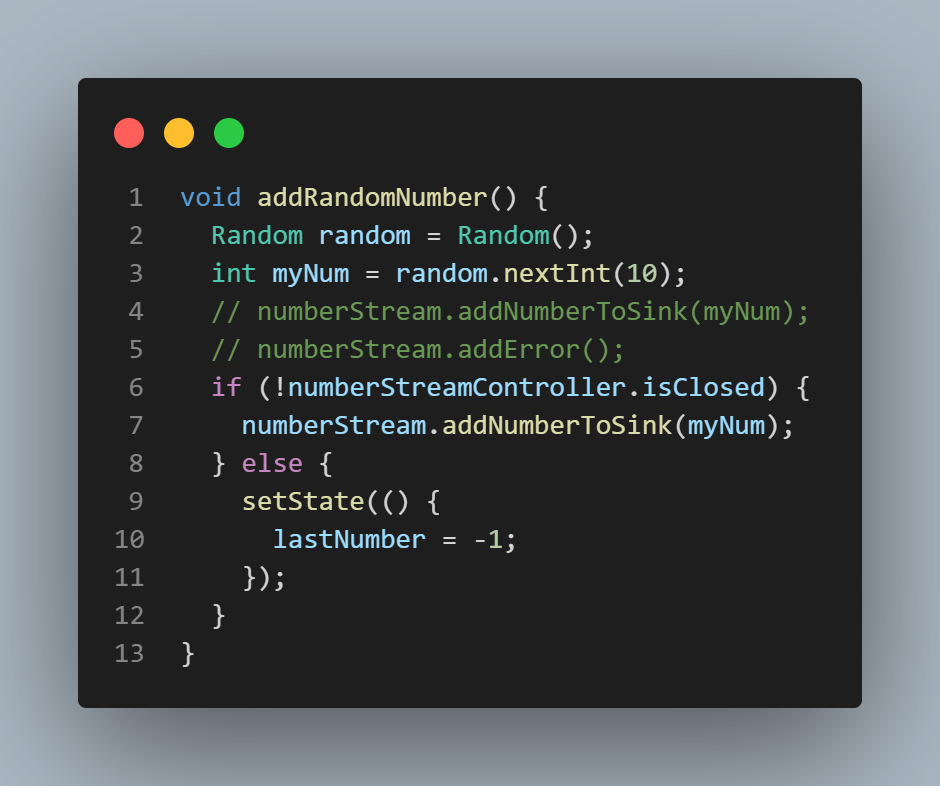 1 void addRandomNumber() {
2   Random random = Random();
3   int myNum = random.nextInt(10);
4   // numberStream.addNumberToSink(myNum);
5   // numberStream.addError();
6   if (!numberStreamController.isClosed) {
7     numberStream.addNumberToSink(myNum);
8   } else {
9     setState(() {
10       lastNumber = -1;
11     });
12   }
13 }